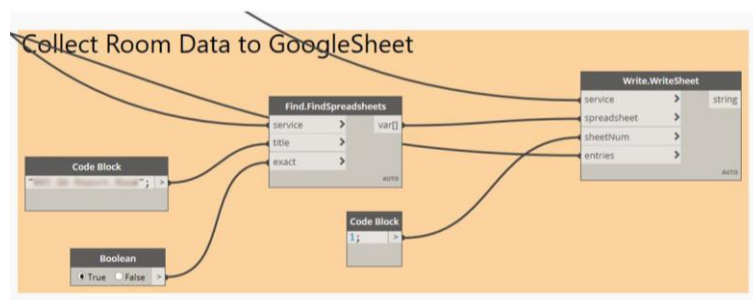 Collect Room Data to GoogleSheet
Write.WriteSheet
service > string
spreadsheet >
sheetNum >
entries >
AUTO
Find.FindSpreadsheets
service > var[]
title >
exact >
AUTO
Code Block
" "; >
Code Block
1; >
Boolean
True False >